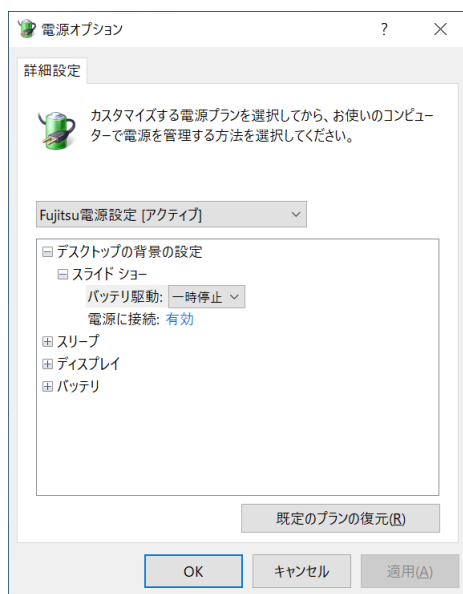 電源オプション
?
詳細設定
カスタマイズする電源プランを選択してから、お使いのコンピュー
ターで電源を管理する方法を選択してください。
Fujitsu電源設定 [アクティブ]
デスクトップの背景の設定
スライド ショー
バッテリ駆動: 一時停止
電源に接続: 有効
スリープ
ディスプレイ
バッテリ
既定のプランの復元(R)
OK キャンセル 適用(A)